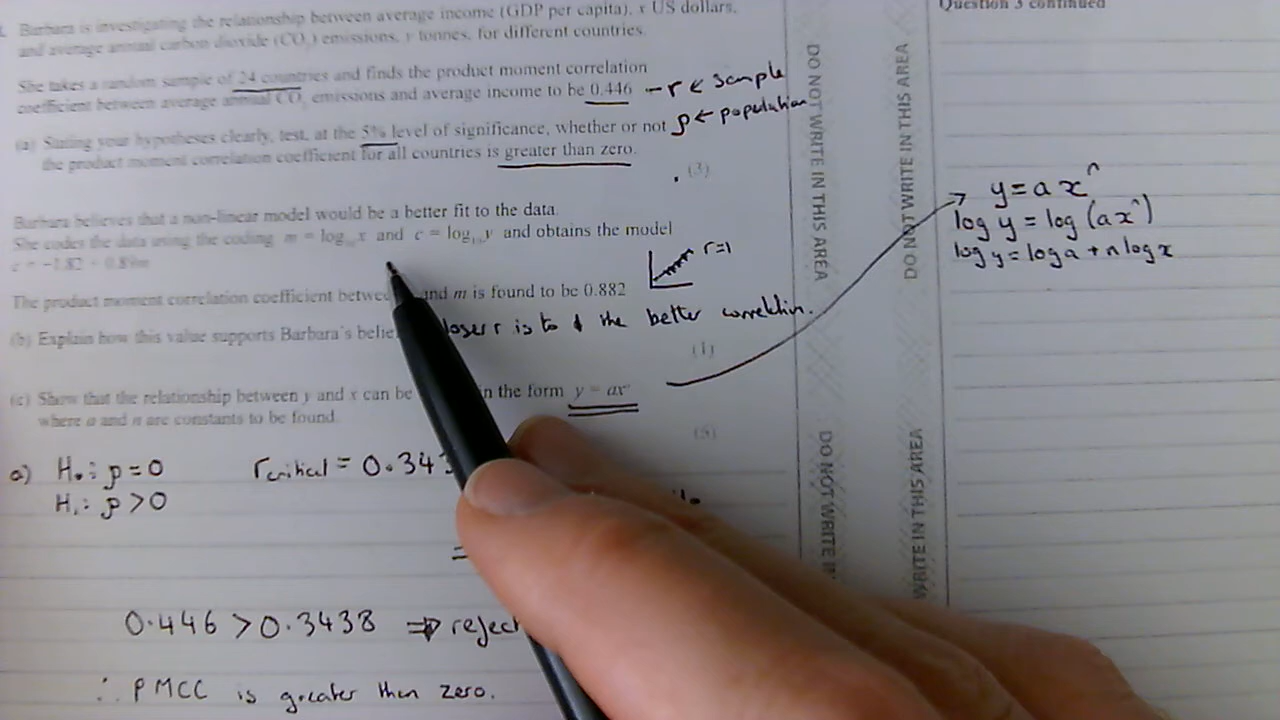 Barbara is investigating the relationship between average income (GDP per capita), x US dollars,
and average annual carbon dioxide (CO₂) emissions, y tonnes, for different countries.
She takes a random sample of 24 countries and finds the product moment correlation
coefficient between average annual CO₂ emissions and average income to be 0.446
– r ← sample
(a) Stating your hypotheses clearly, test, at the 5% level of significance, whether or not
the product moment correlation coefficient for all countries is greater than zero.
ρ ← population
(3)
Barbara believes that a non-linear model would be a better fit to the data.
She codes the data using the coding m = log₁₀ x and c = log₁₀ y and obtains the model
c = –1.82 + 0.89m
r=1
The product moment correlation coefficient and m is found to be 0.882
(b) Explain how this value supports Barbara's
r is to 1 the better correlation.
(1)
(c) Show that the relationship between y and x can be in the form y = axⁿ
where a and n are constants to be found.
(5)
a) H₀: ρ = 0
r critical = 0.343
H₁: ρ > 0
=
0.446 > 0.3438 ⇒ reject
∴ PMCC is greater than zero.
DO NOT WRITE IN THIS AREA
DO NOT WRITE IN
DO NOT WRITE IN THIS AREA
WRITE IN THIS AREA
Question 3 continued
y = axⁿ
log y = log (axⁿ)
log y = log a + n log x